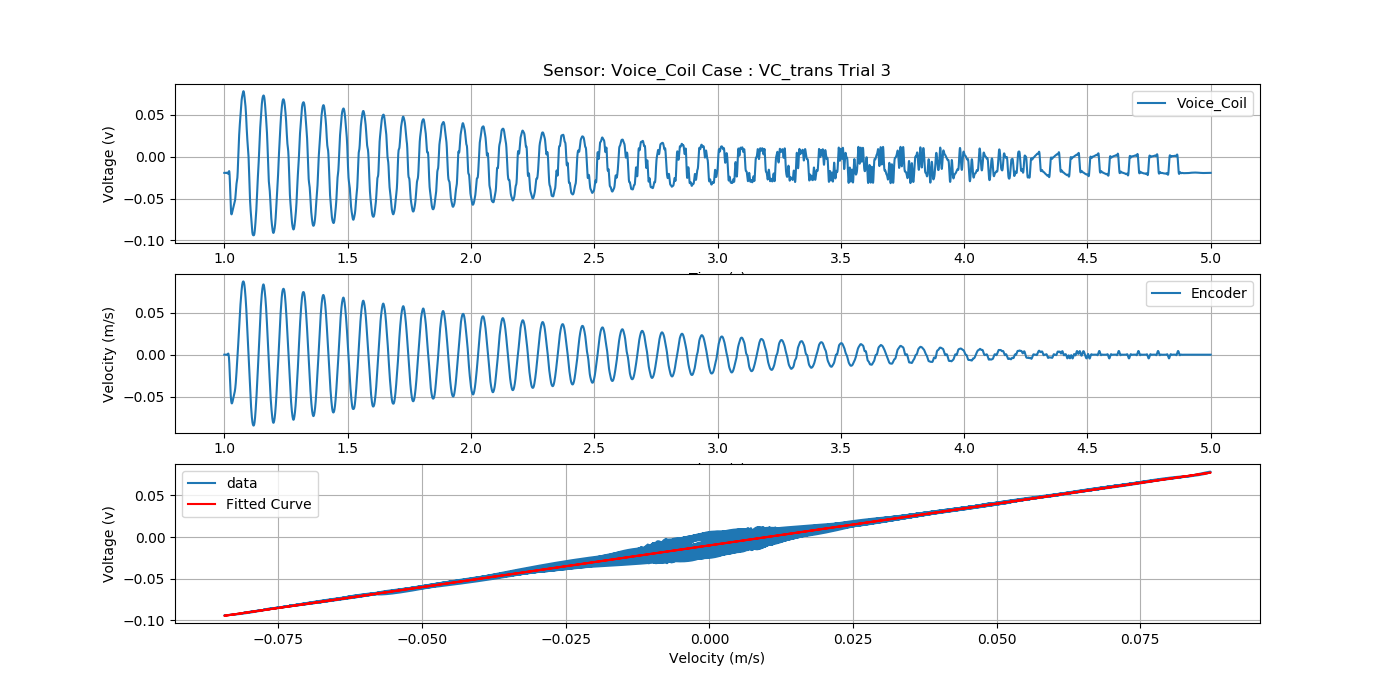 Sensor: Voice_Coil Case : VC_trans Trial 3
Voltage (v)
0.05
0.00
−0.05
−0.10
Voice_Coil
1.0 1.5 2.0 2.5 3.0 3.5 4.0 4.5 5.0
Velocity (m/s)
0.05
0.00
−0.05
Encoder
1.0 1.5 2.0 2.5 3.0 3.5 4.0 4.5 5.0
Voltage (v)
0.05
0.00
−0.05
−0.10
data
Fitted Curve
−0.075 −0.050 −0.025 0.000 0.025 0.050 0.075
Velocity (m/s)